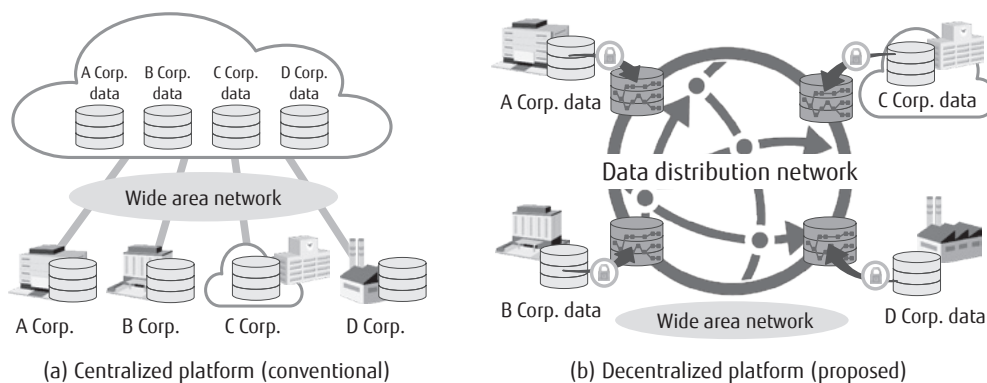 A Corp. B Corp. C Corp. D Corp.
data data data data
Wide area network
A Corp. B Corp. C Corp. D Corp.
(a) Centralized platform (conventional)
A Corp. data
C Corp. data
Data distribution network
B Corp. data
Wide area network
D Corp. data
(b) Decentralized platform (proposed)